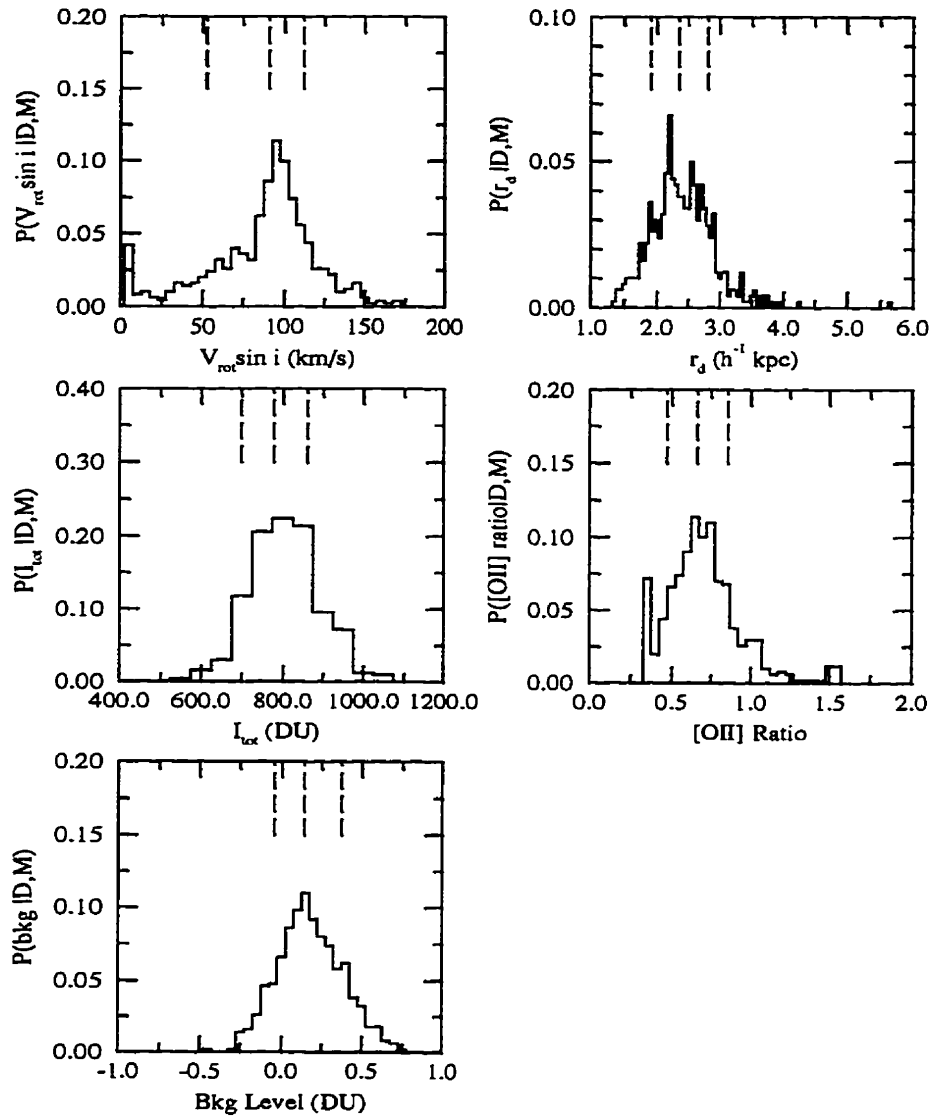 0.20
0.15
0.10
0.05
0.00
P(V_rot sin i |D,M)
0 50 100 150 200
V_rot sin i (km/s)
0.10
0.05
0.00
P(r_d |D,M)
1.0 2.0 3.0 4.0 5.0 6.0
r_d (h^-1 kpc)
0.40
0.30
0.20
0.10
0.00
P(I_tot |D,M)
400.0 600.0 800.0 1000.0 1200.0
I_tot (DU)
0.20
0.15
0.10
0.05
0.00
P([OII] ratio|D,M)
0.0 0.5 1.0 1.5 2.0
[OII] Ratio
0.20
0.15
0.10
0.05
0.00
P(bkg |D,M)
-1.0 -0.5 0.0 0.5 1.0
Bkg Level (DU)